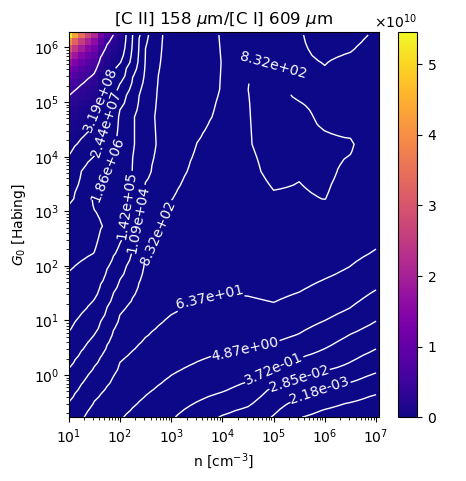 [C II] 158 μm/[C I] 609 μm
×10¹⁰
10⁶
10⁵
10⁴
10³
10²
10¹
10⁰
G₀ [Habing]
8.32e+02
3.19e+08
2.44e+07
1.86e+06
1.42e+05
1.09e+04
8.32e+02
6.37e+01
4.87e+00
3.72e-01
2.85e-02
2.18e-03
10¹ 10² 10³ 10⁴ 10⁵ 10⁶ 10⁷
n [cm⁻³]
5
4
3
2
1
0